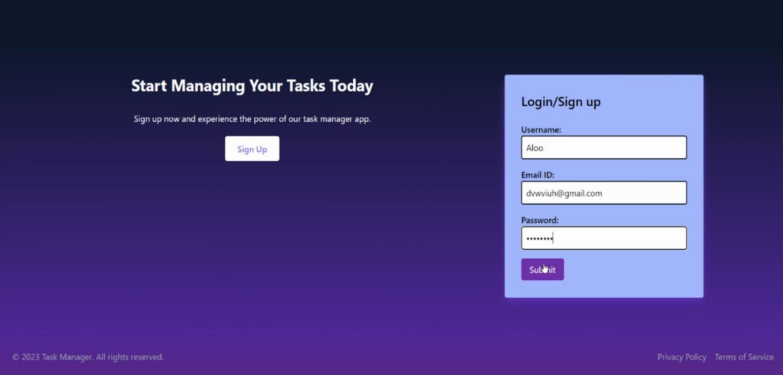 Start Managing Your Tasks Today
Sign up now and experience the power of our task manager app.
Sign Up
Login/Sign up
Username:
Aloo
Email ID:
dvwviuh@gmail.com
Password:
••••••••
Submit
© 2023 Task Manager. All rights reserved.
Privacy Policy Terms of Service